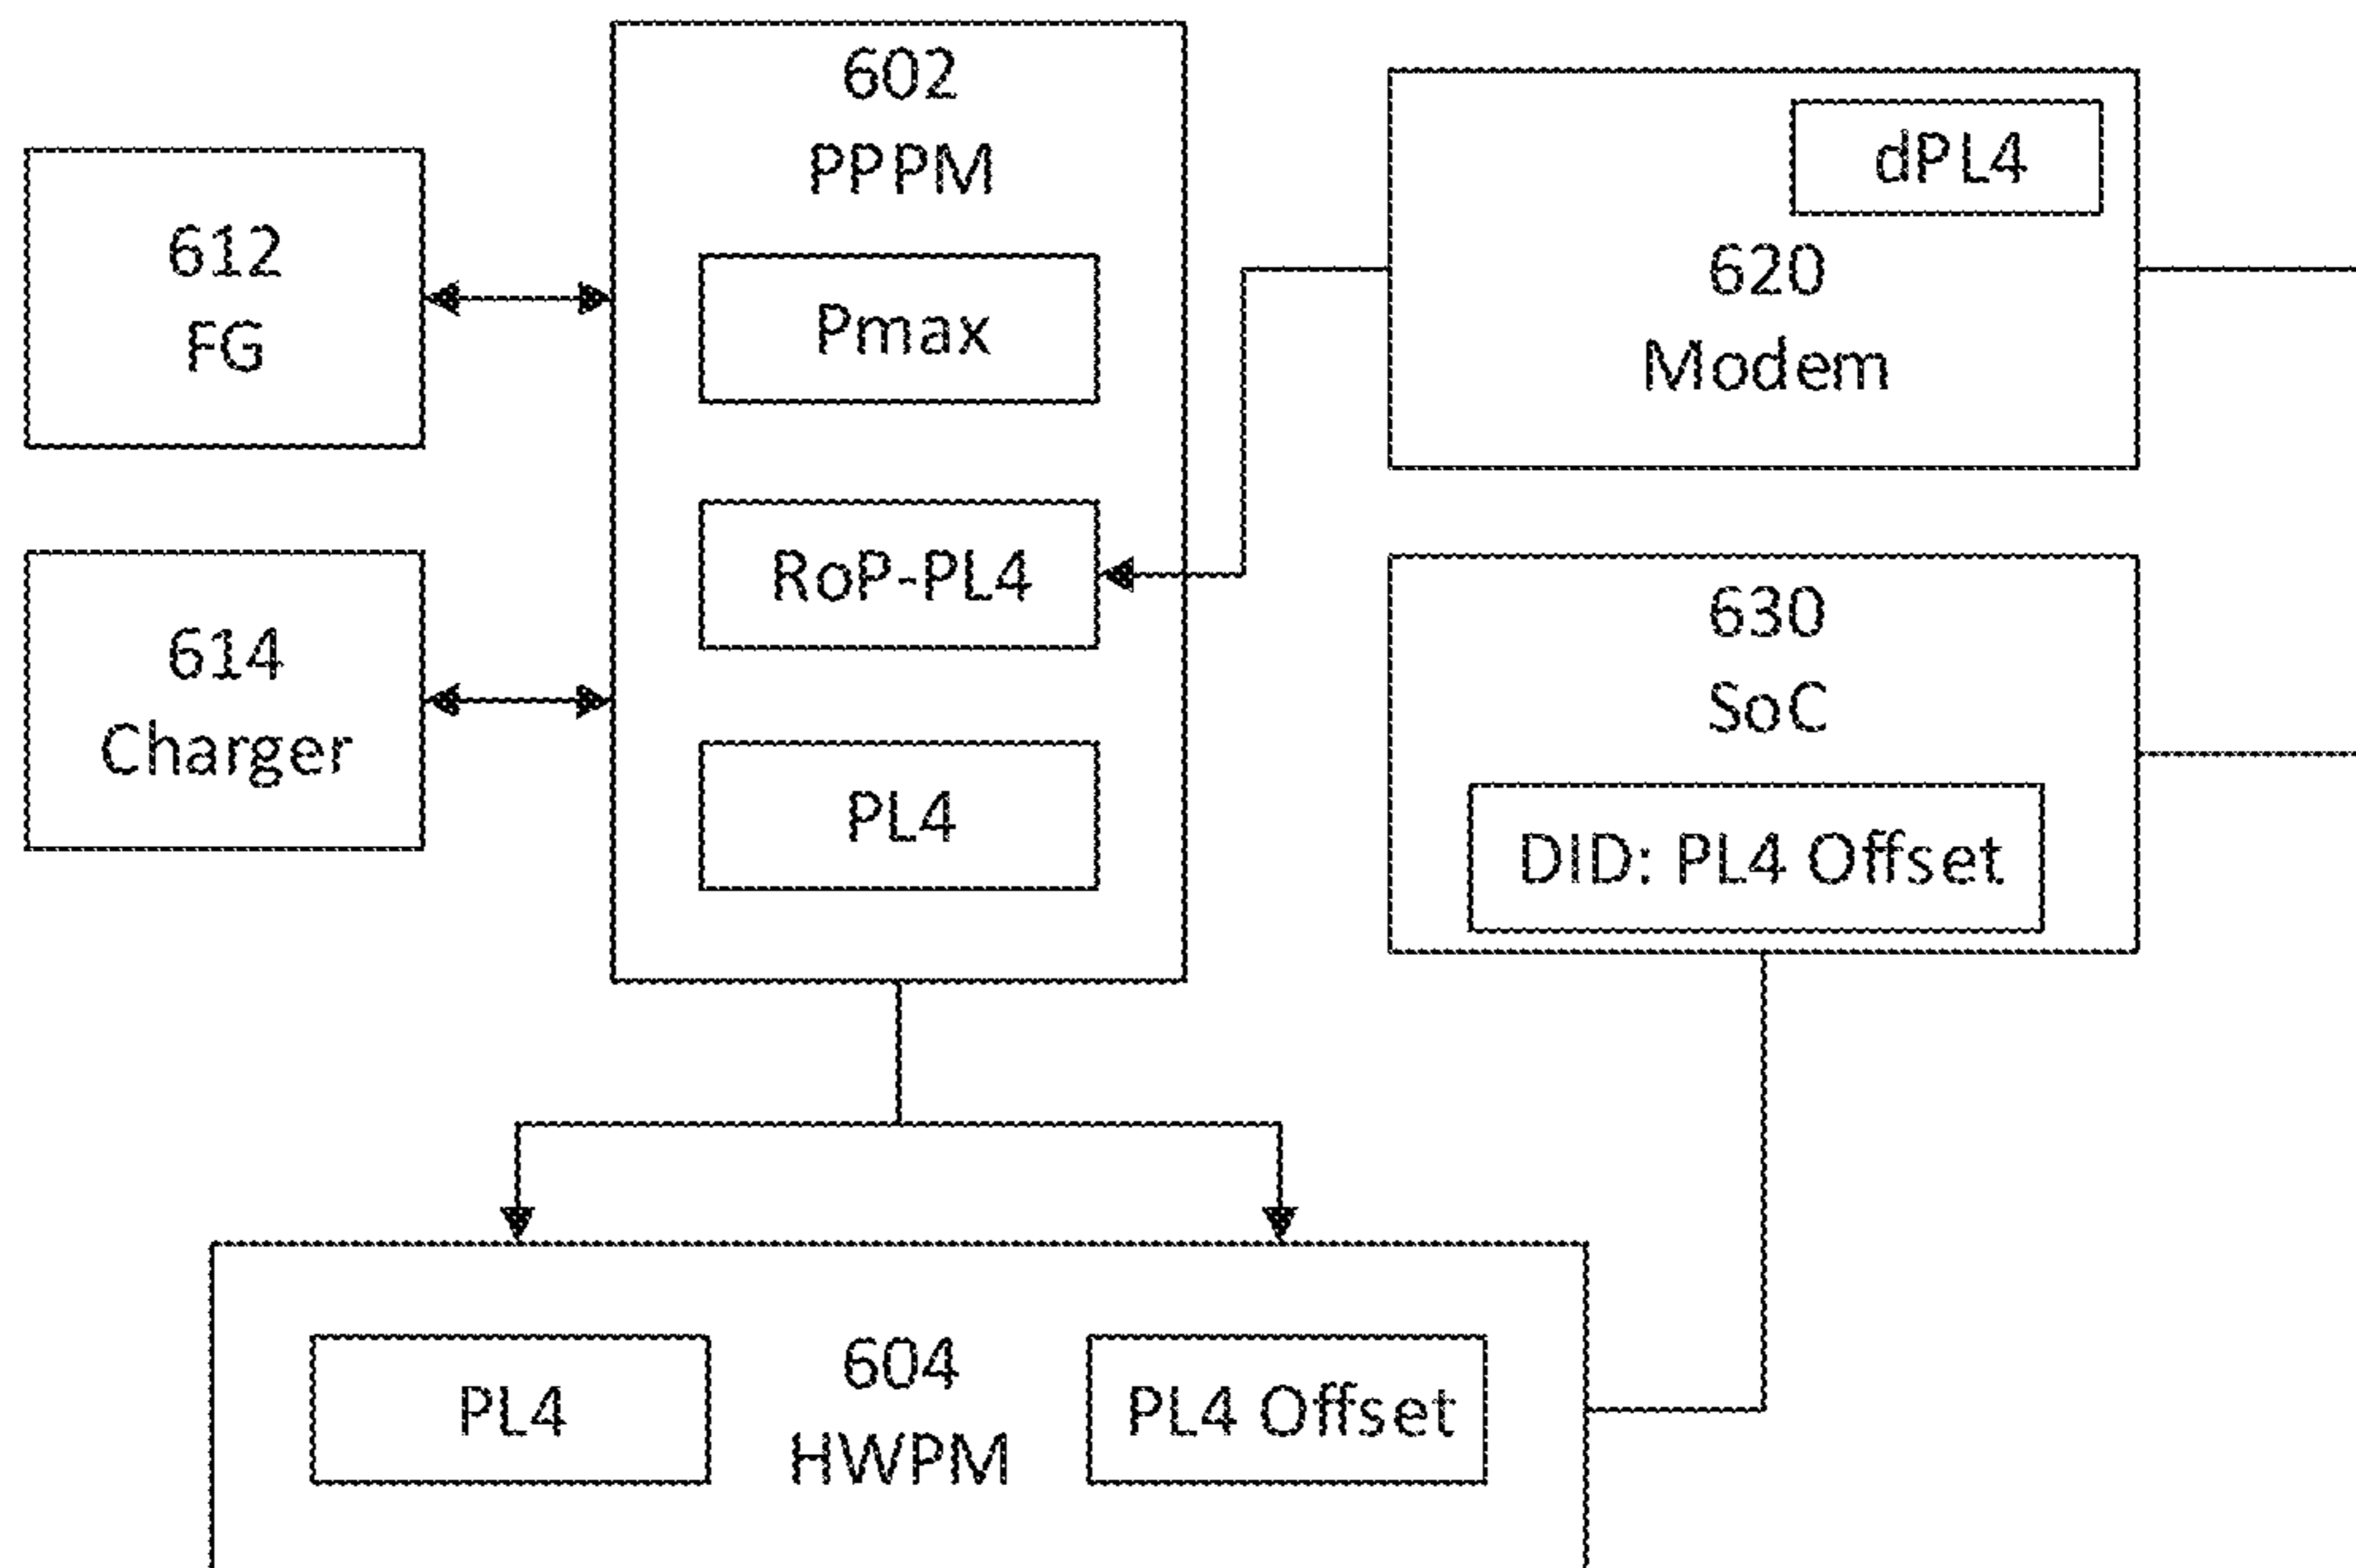 602
PPPM
Pmax
RoP-PL4
PL4
612
FG
614
Charger
dPL4
620
Modem
630
SoC
DID: PL4 Offset
PL4
604
HWPM
PL4 Offset